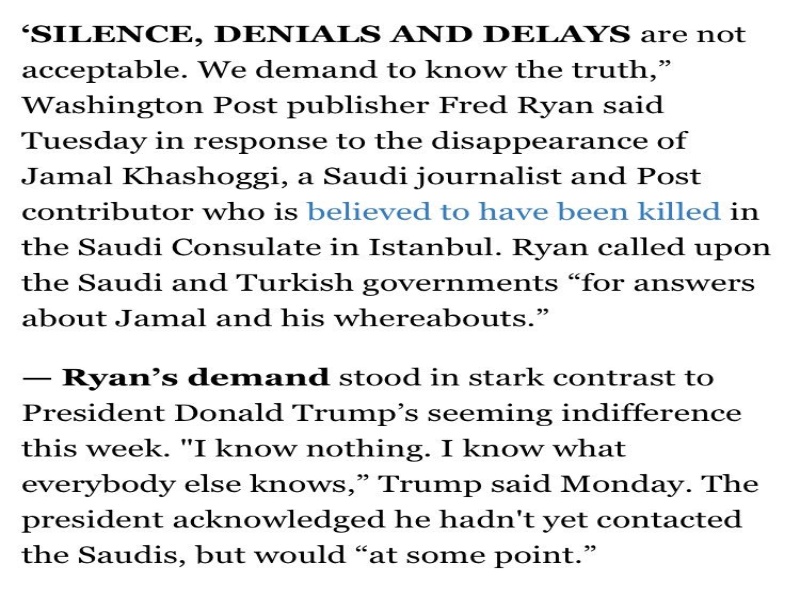 ‘SILENCE, DENIALS AND DELAYS are not
acceptable. We demand to know the truth,”
Washington Post publisher Fred Ryan said
Tuesday in response to the disappearance of
Jamal Khashoggi, a Saudi journalist and Post
contributor who is believed to have been killed in
the Saudi Consulate in Istanbul. Ryan called upon
the Saudi and Turkish governments “for answers
about Jamal and his whereabouts.”
— Ryan’s demand stood in stark contrast to
President Donald Trump’s seeming indifference
this week. "I know nothing. I know what
everybody else knows,” Trump said Monday. The
president acknowledged he hadn't yet contacted
the Saudis, but would “at some point.”